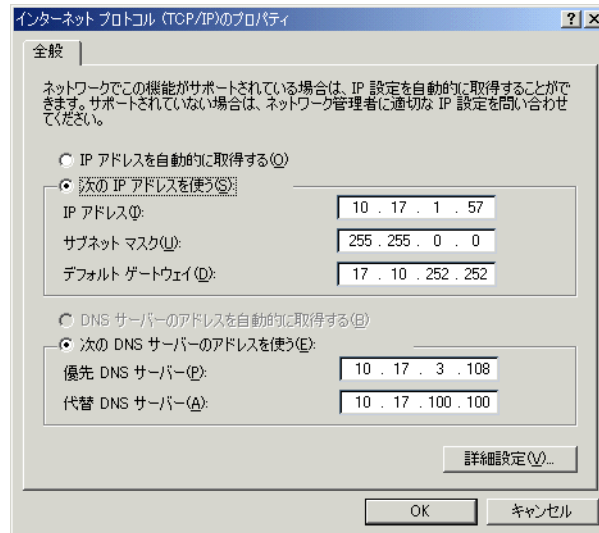 インターネット プロトコル (TCP/IP)のプロパティ
全般
ネットワークでこの機能がサポートされている場合は、IP 設定を自動的に取得することがで
きます。サポートされていない場合は、ネットワーク管理者に適切な IP 設定を問い合わせ
てください。
IP アドレスを自動的に取得する(O)
次の IP アドレスを使う(S):
IP アドレス(I): 10 . 17 . 1 . 57
サブネット マスク(U): 255 . 255 . 0 . 0
デフォルト ゲートウェイ(D): 17 . 10 . 252 . 252
DNS サーバーのアドレスを自動的に取得する(B)
次の DNS サーバーのアドレスを使う(E):
優先 DNS サーバー(P): 10 . 17 . 3 . 108
代替 DNS サーバー(A): 10 . 17 . 100 . 100
詳細設定(V)...
OK キャンセル